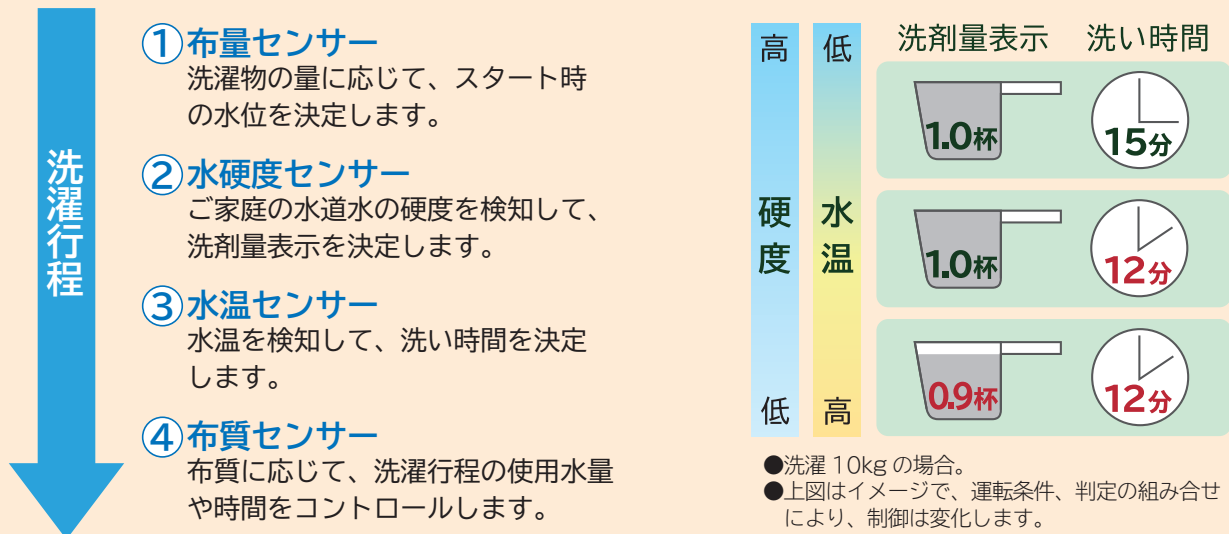 洗濯行程
①布量センサー
洗濯物の量に応じて、スタート時
の水位を決定します。
②水硬度センサー
ご家庭の水道水の硬度を検知して、
洗剤量表示を決定します。
③水温センサー
水温を検知して、洗い時間を決定
します。
④布質センサー
布質に応じて、洗濯行程の使用水量
や時間をコントロールします。
高
硬度
低
低
水温
高
洗剤量表示 洗い時間
1.0杯 15分
1.0杯 12分
0.9杯 12分
●洗濯10kgの場合。
●上図はイメージで、運転条件、判定の組み合せ
により、制御は変化します。